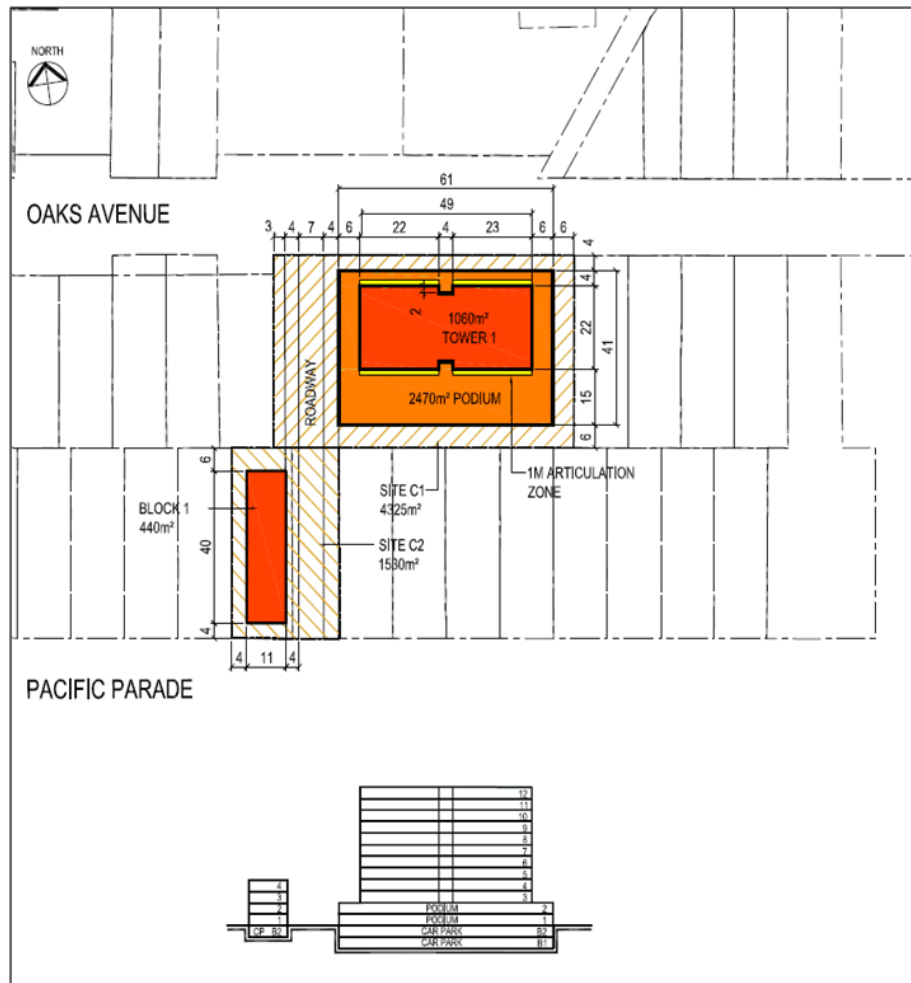 NORTH
61
OAKS AVENUE
49
3 4 7 4 6 22 4 23 6 6
4
4
2
1060m²
TOWER 1
22
41
ROADWAY
2470m² PODIUM
15
6
6
1M ARTICULATION
ZONE
SITE C1
4325m²
BLOCK 1
440m²
40
SITE C2
1530m²
4
4 11 4
PACIFIC PARADE
12
11
10
9
8
7
6
5
4
3
4
3
2
1
CP B2
PODIUM 2
PODIUM 1
CAR PARK B2
CAR PARK B1